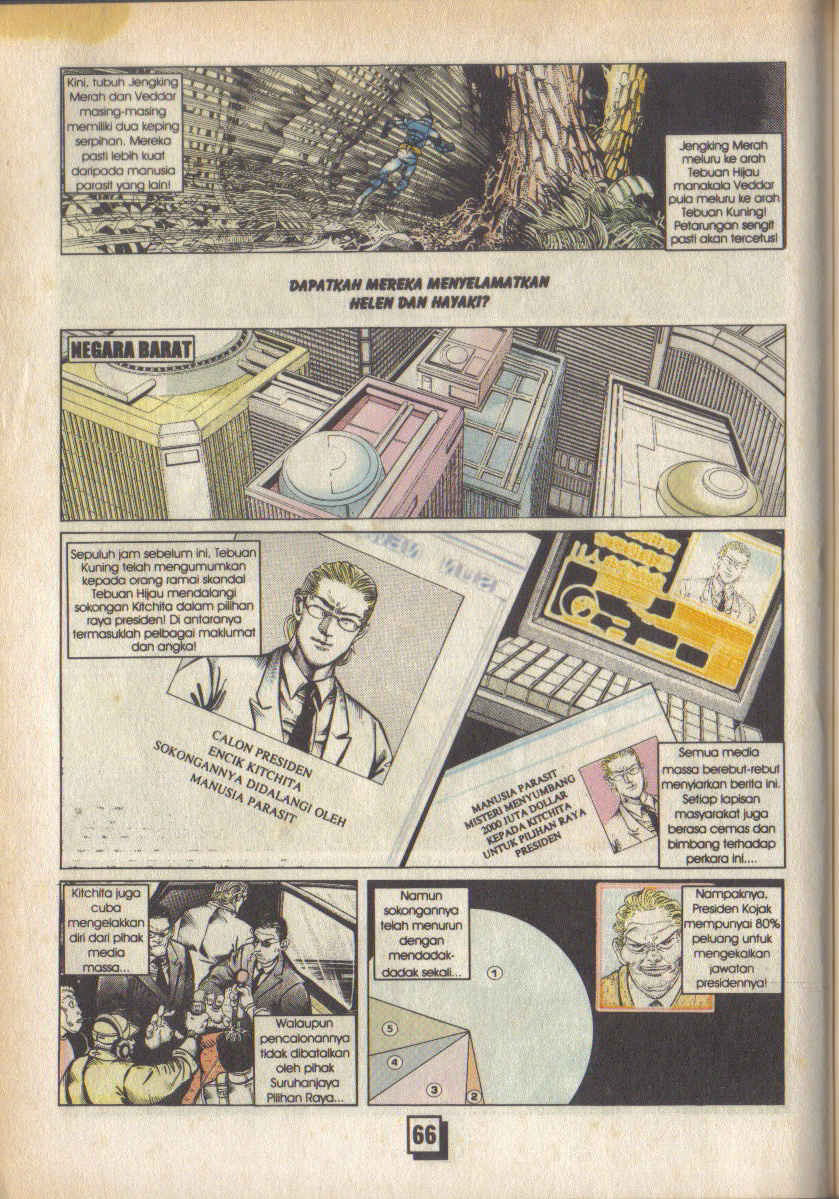 Kini, tubuh Jengking
Merah dan Veddar
masing-masing
memiliki dua keping
serpihan. Mereka
pasti lebih kuat
daripada manusia
parasit yang lain!
Jengking Merah
meluru ke arah
Tebuan Hijau
manakala Veddar
pula meluru ke arah
Tebuan Kuning!
Petarungan sengit
pasti akan tercetus!
DAPATKAH MEREKA MENYELAMATKAN
HELEN DAN HAYAKI?
NEGARA BARAT
Sepuluh jam sebelum ini, Tebuan
Kuning telah mengumumkan
kepada orang ramai skandal
Tebuan Hijau mendalangi
sokongan Kitchita dalam pilihan
raya presiden! Di antaranya
termasuklah pelbagai maklumat
dan angka!
CALON PRESIDEN
ENCIK KITCHITA
SOKONGANNYA DIDALANGI OLEH
MANUSIA PARASIT
MANUSIA PARASIT
MISTERI MENYUMBANG
2000 JUTA DOLLAR
KEPADA KITCHITA
UNTUK PILIHAN RAYA
PRESIDEN
Semua media
massa berebut-rebut
menyiarkan berita ini.
Setiap lapisan
masyarakat juga
berasa cemas dan
bimbang terhadap
perkara ini....
Kitchita juga
cuba
mengelakkan
diri dari pihak
media
massa...
Walaupun
pencalonannya
tidak dibatalkan
oleh pihak
Suruhanjaya
Pilihan Raya...
Namun
sokongannya
telah menurun
dengan
mendadak-
dadak sekali...
1
5
4
3
2
Nampaknya,
Presiden Kojak
mempunyai 80%
peluang untuk
mengekalkan
jawatan
presidennya!
66